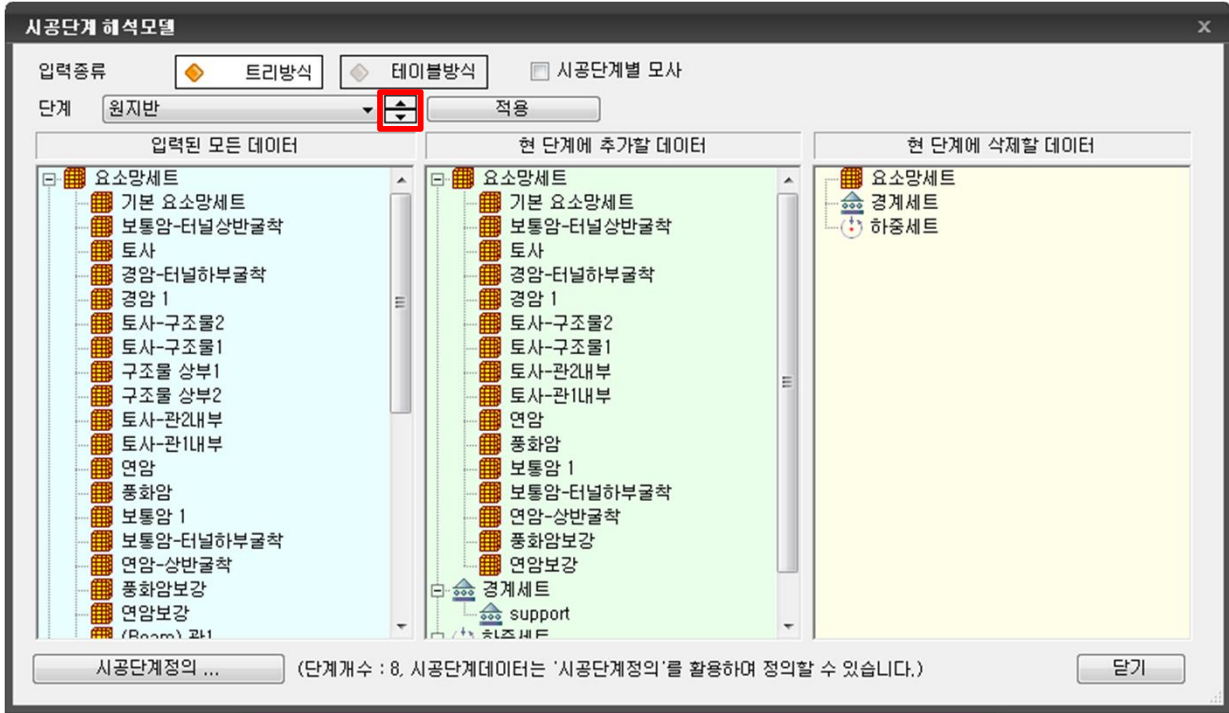 시공단계 해석모델
입력종류 트리방식 테이블방식 시공단계별 모사
단계 원지반 적용
입력된 모든 데이터
요소망세트
기본 요소망세트
보통암-터널상반굴착
토사
경암-터널하부굴착
경암 1
토사-구조물2
토사-구조물1
구조물 상부1
구조물 상부2
토사-관2내부
토사-관1내부
연암
풍화암
보통암 1
보통암-터널하부굴착
연암-상반굴착
풍화암보강
연암보강
(Beam) 관1
현 단계에 추가할 데이터
요소망세트
기본 요소망세트
보통암-터널상반굴착
토사
경암-터널하부굴착
경암 1
토사-구조물2
토사-구조물1
토사-관2내부
토사-관1내부
연암
풍화암
보통암 1
보통암-터널하부굴착
연암-상반굴착
풍화암보강
연암보강
경계세트
support
하중세트
현 단계에 삭제할 데이터
요소망세트
경계세트
하중세트
시공단계정의 ... (단계개수 : 8, 시공단계데이터는 '시공단계정의'를 활용하여 정의할 수 있습니다.) 닫기